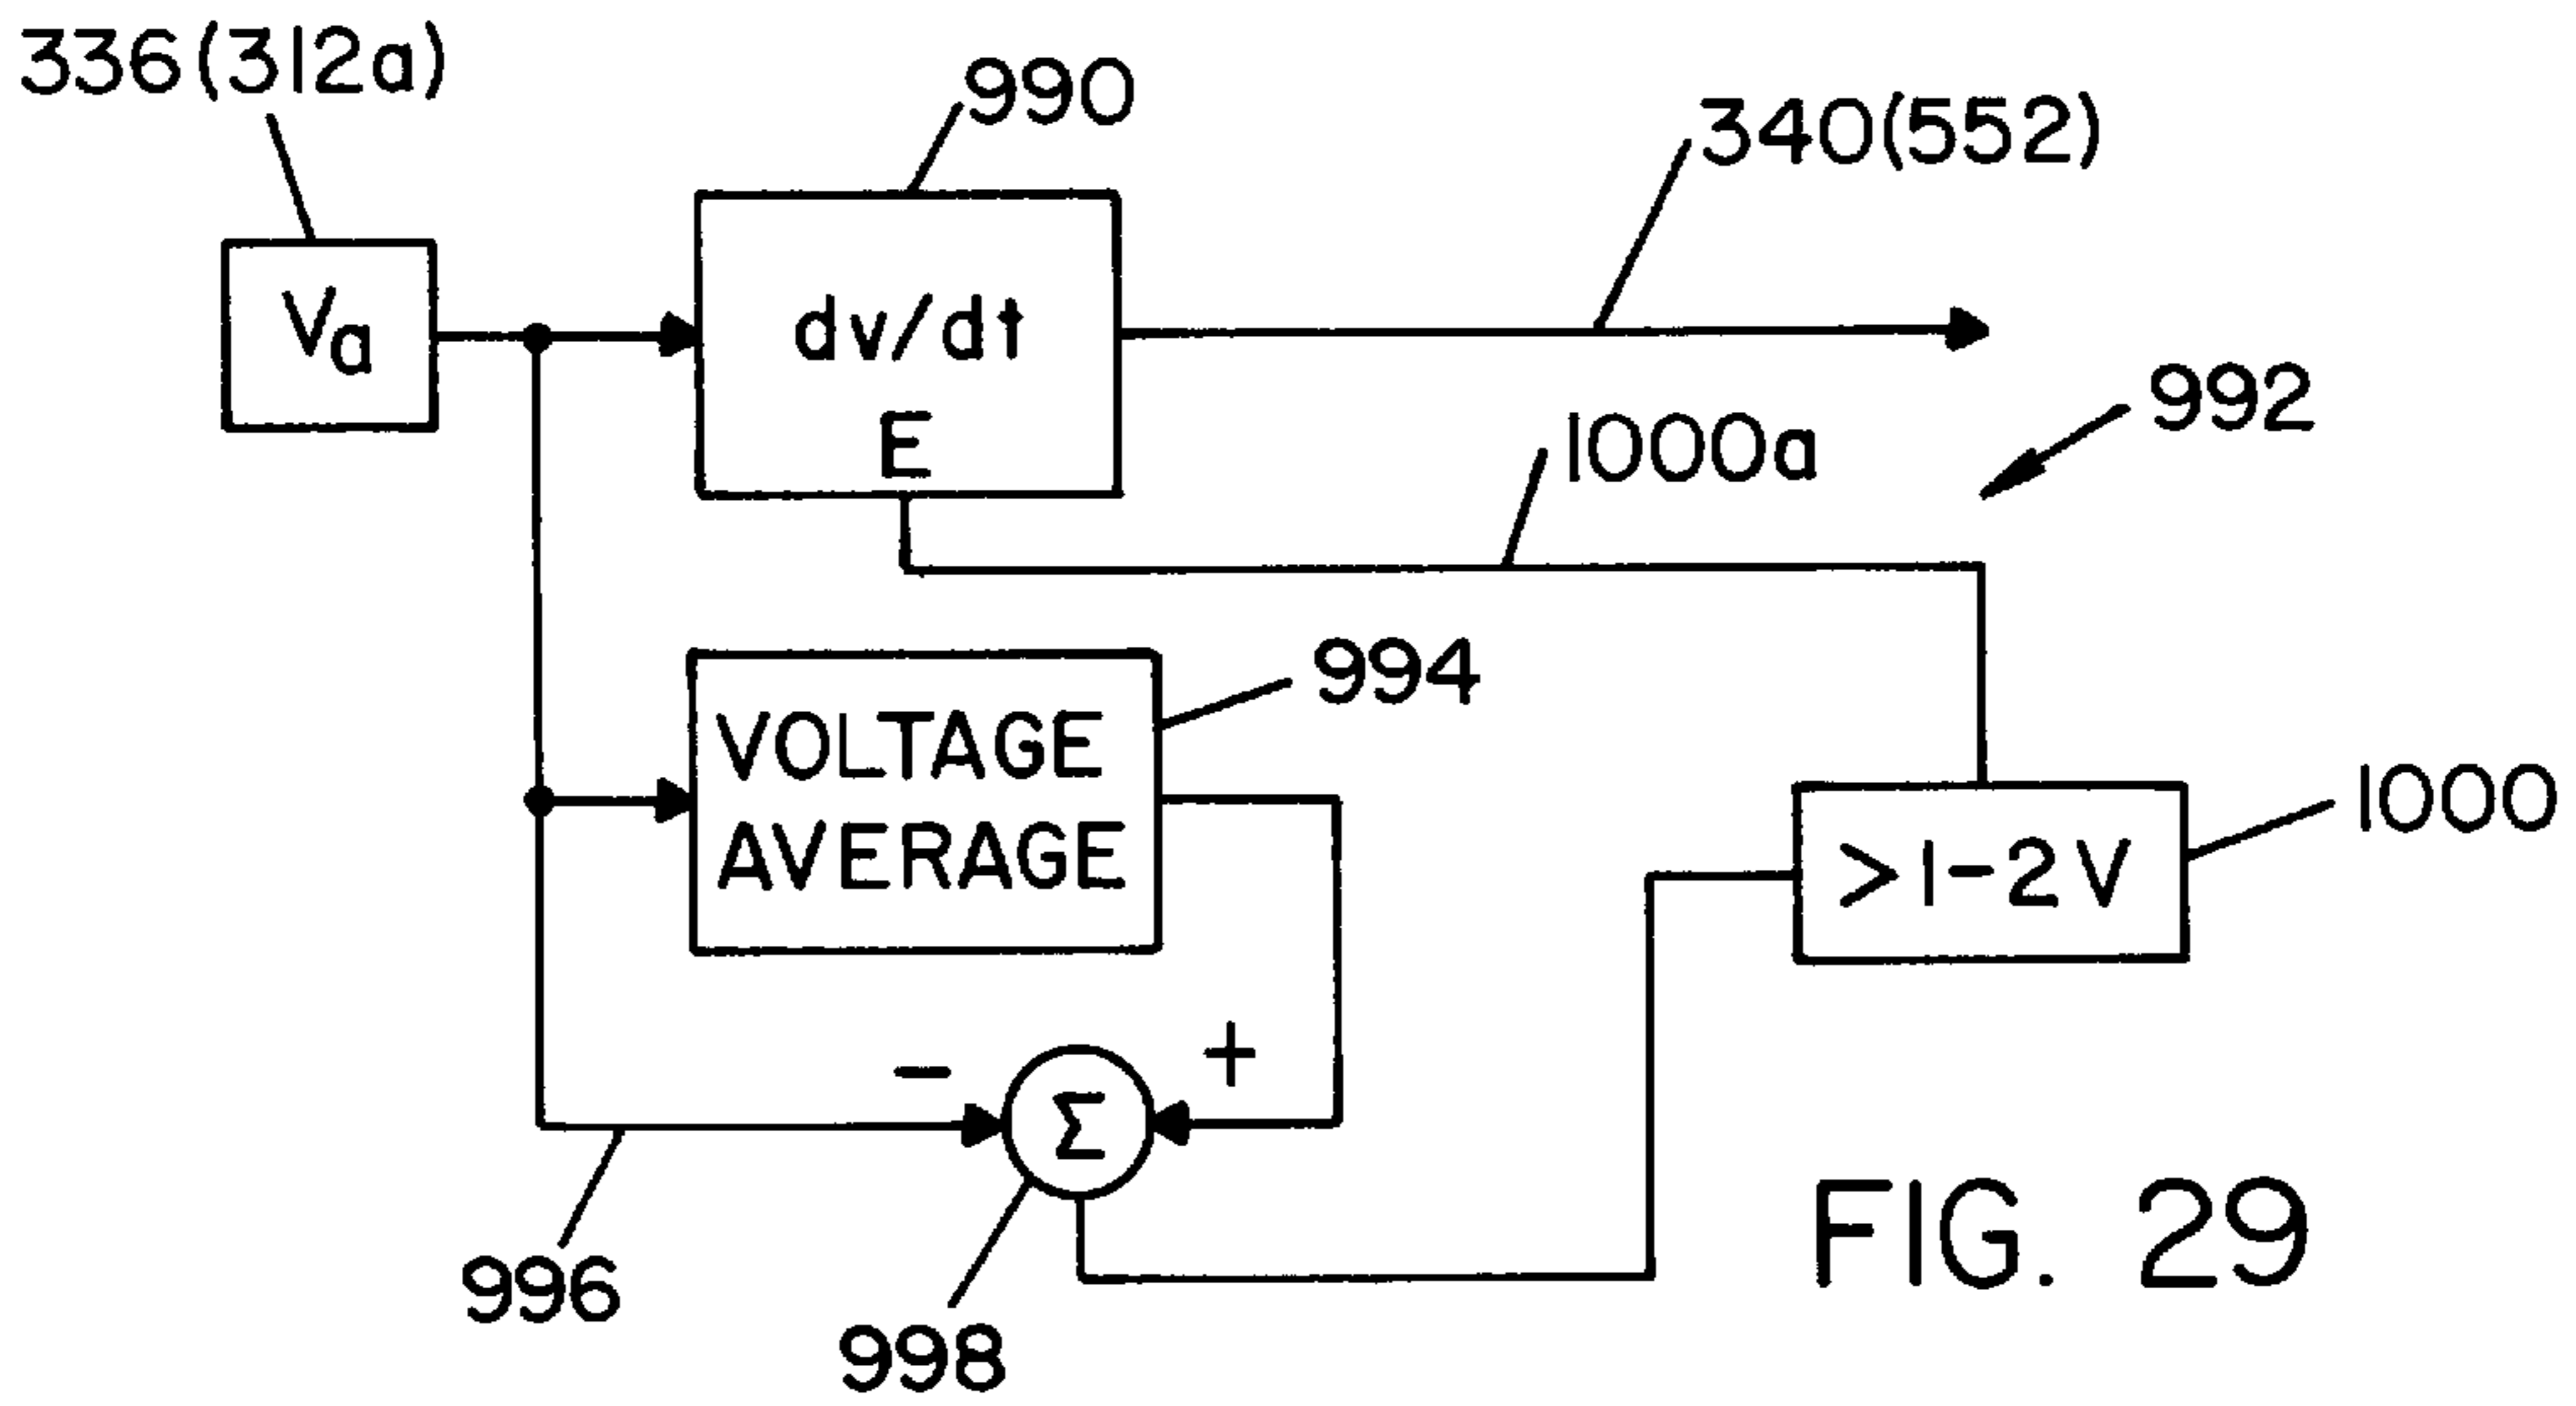 336(312a)
990
340(552)
Va
dv/dt
E
992
1000a
994
VOLTAGE
AVERAGE
1000
>1-2V
-
+
Σ
996
998
FIG. 29